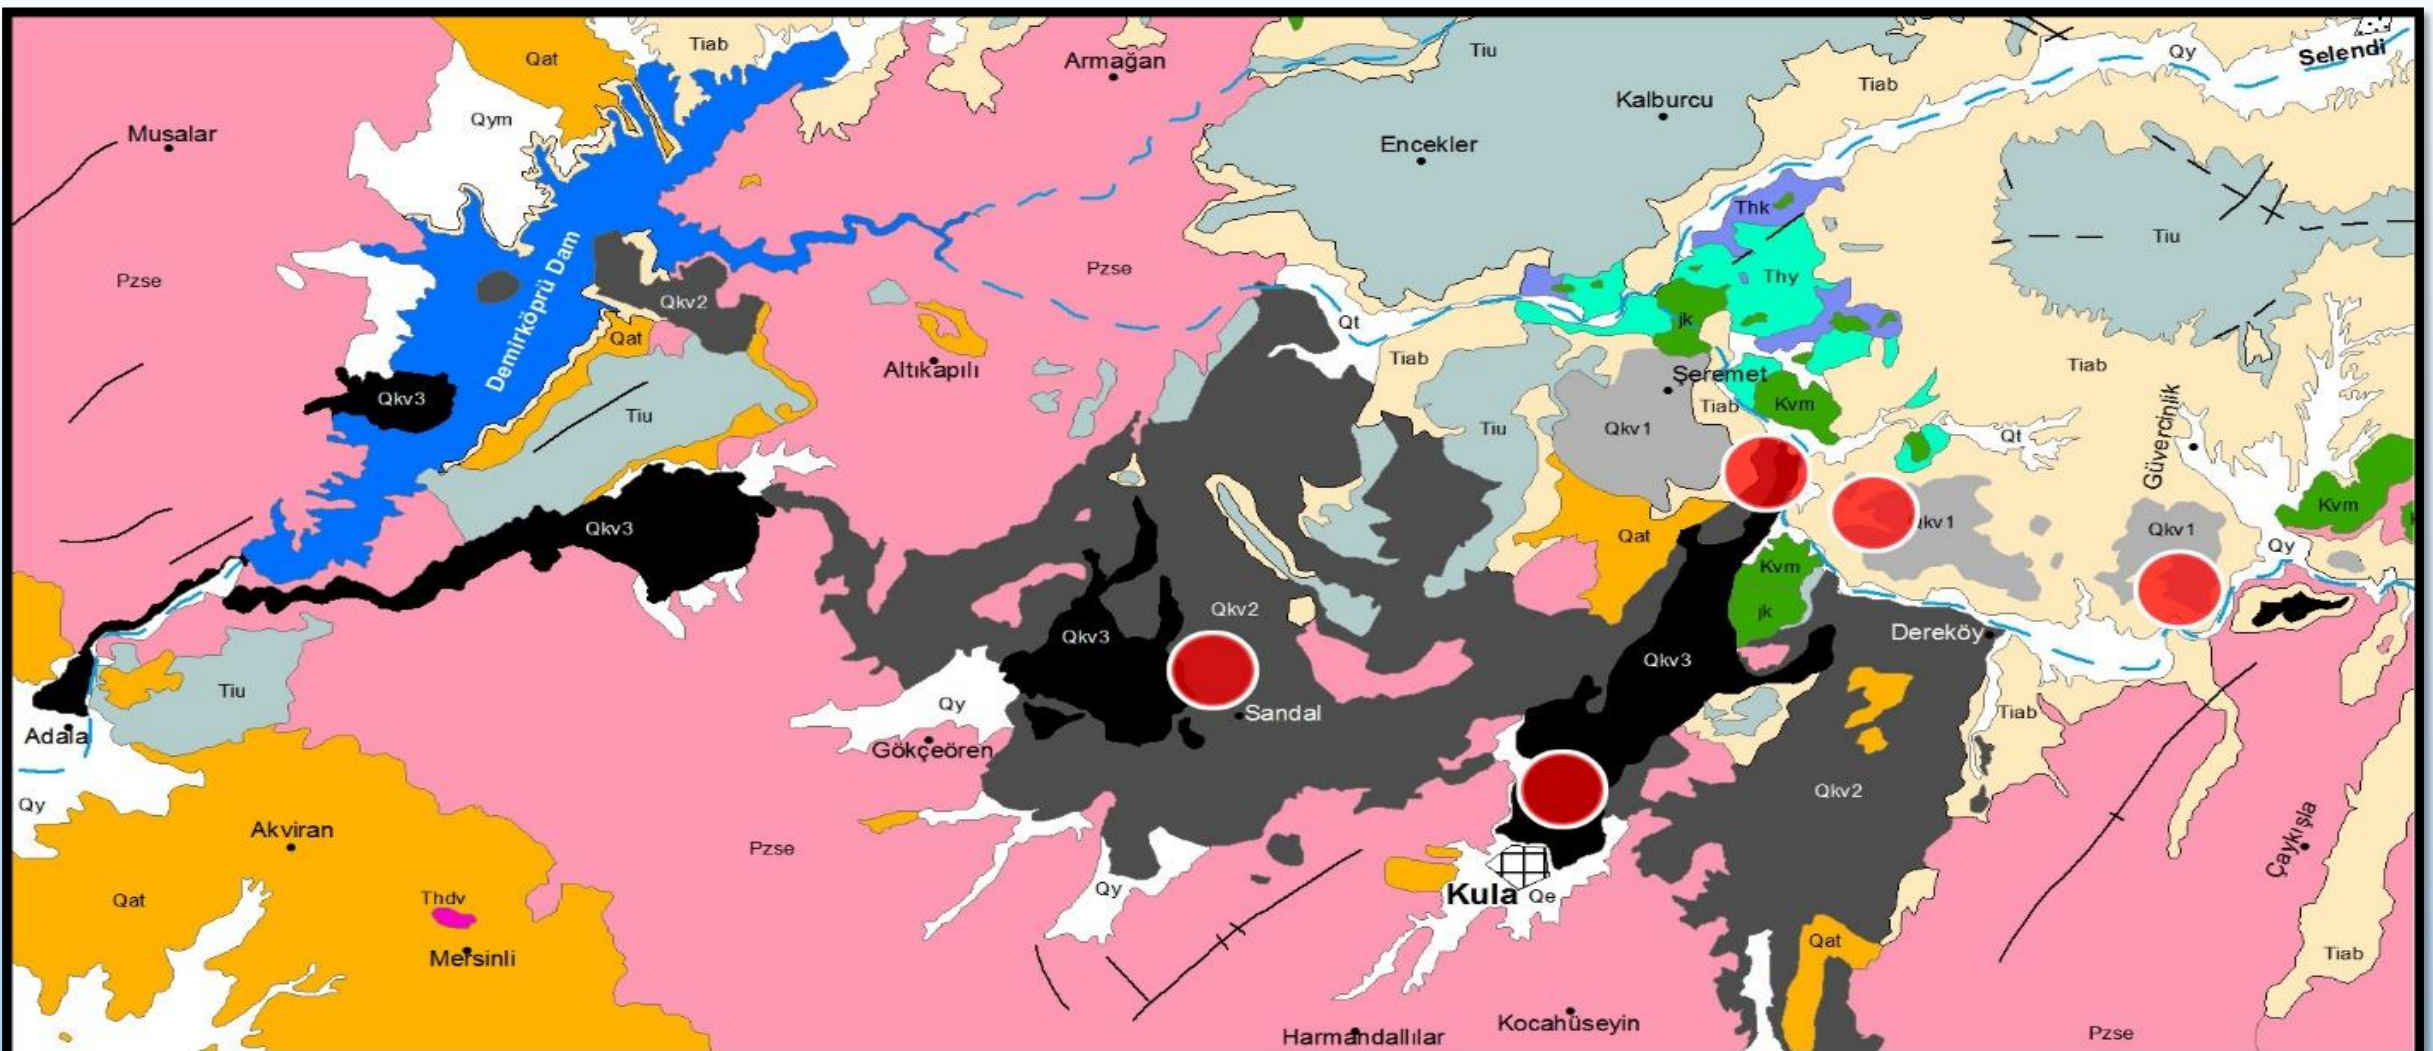 Qat
Tiab
Armağan
Tiu
Qy
Selendi
Tiab
Kalburcu
Qym
Musalar
Encekler
Thk
Tiu
Pzse
Demirköprü Dam
Pzse
Thy
Qkv2
Qt
jk
Qat
Altıkapılı
Tiab
Tiab
Şeremet
Qkv3
Tiab
Kvm
Güvercinlik
Tiu
Qkv1
Tiu
Qt
Kvm
Qkv3
Qat
kv1
Qkv1
Qy
Kvm
Qkv2
jk
Qkv3
Dereköy
Qkv3
Tiu
Qy
Sandal
Tiab
Adala
Gökçeören
Qkv2
Qy
Akviran
Pzse
Çaykışla
Qy
Kula
Qe
Qat
Thdv
Qat
Mersinli
Tiab
Kocahüseyin
Harmandallılar
Pzse